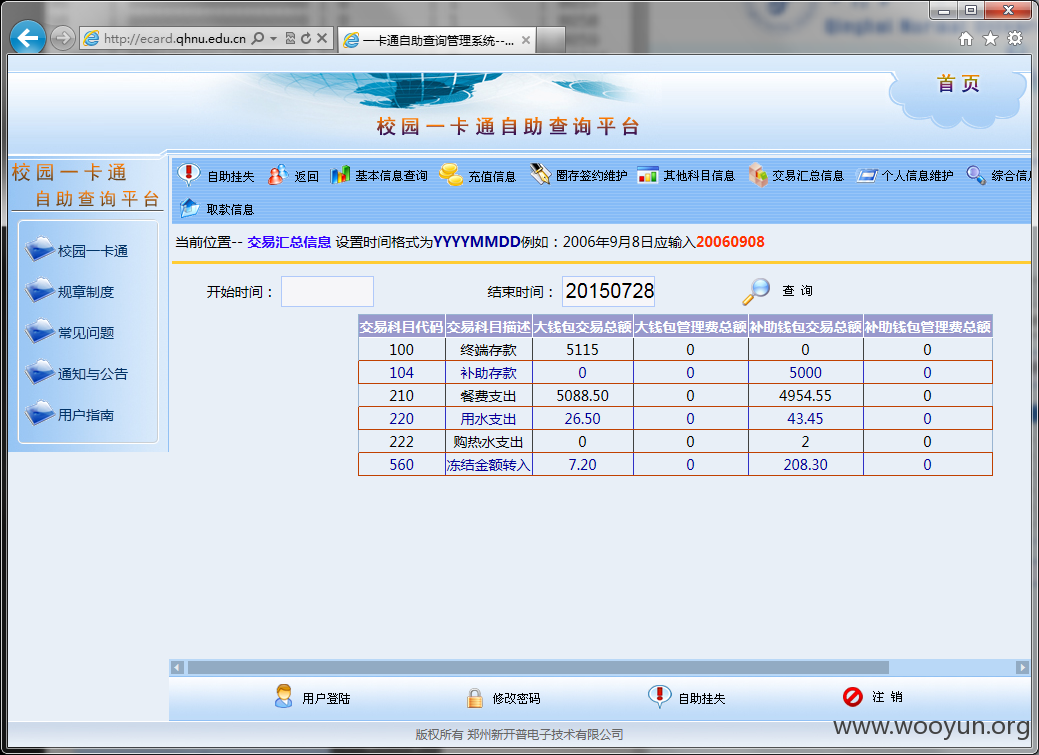 http://ecard.qhnu.edu.cn
一卡通自助查询管理系统--...
首 页
校园一卡通自助查询平台
校园一卡通
自助查询平台
自助挂失 返回 基本信息查询 充值信息 圈存签约维护 其他科目信息 交易汇总信息 个人信息维护 综合信
取款信息
当前位置-- 交易汇总信息 设置时间格式为YYYYMMDD例如：2006年9月8日应输入20060908
校园一卡通
规章制度
常见问题
通知与公告
用户指南
开始时间： 结束时间： 20150728 查 询
交易科目代码 交易科目描述 大钱包交易总额 大钱包管理费总额 补助钱包交易总额 补助钱包管理费总额
100 终端存款 5115 0 0 0
104 补助存款 0 0 5000 0
210 餐费支出 5088.50 0 4954.55 0
220 用水支出 26.50 0 43.45 0
222 购热水支出 0 0 2 0
560 冻结金额转入 7.20 0 208.30 0
用户登陆 修改密码 自助挂失 注 销
版权所有 郑州新开普电子技术有限公司
www.wooyun.org